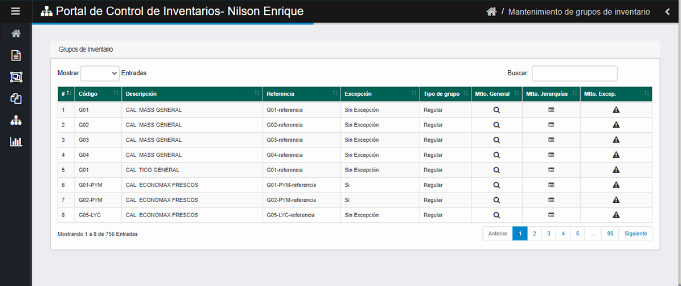 Portal de Control de Inventarios- Nilson Enrique / Mantenimiento de grupos de inventario
Grupos de Inventario
Mostrar Entradas Buscar:
# Código Descripción Referencia Excepción Tipo de grupo Mtto. General Mtto. Jerarquías Mtto. Excep.
1 G01 CAL. MASS GENERAL G01-referencia Sin Excepción Regular
2 G02 CAL. MASS GENERAL G02-referencia Sin Excepción Regular
3 G03 CAL. MASS GENERAL G03-referencia Sin Excepción Regular
4 G04 CAL. MASS GENERAL G04-referencia Sin Excepción Regular
5 G01 CAL. TICO GENERAL G01-referencia Sin Excepción Regular
6 G01-PYM CAL. ECONOMAX FRESCOS G01-PYM-referencia Si Regular
7 G02-PYM CAL. ECONOMAX FRESCOS G02-PYM-referencia Si Regular
8 G05-LYC CAL. ECONOMAX FRESCOS G05-LYC-referencia Sin Excepción Regular
Mostrando 1 a 8 de 756 Entradas Anterior 1 2 3 4 5 ... 95 Siguiente